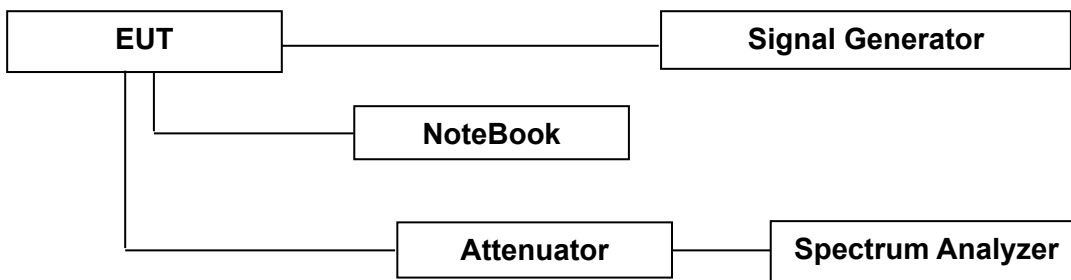 EUT
Signal Generator
NoteBook
Attenuator
Spectrum Analyzer